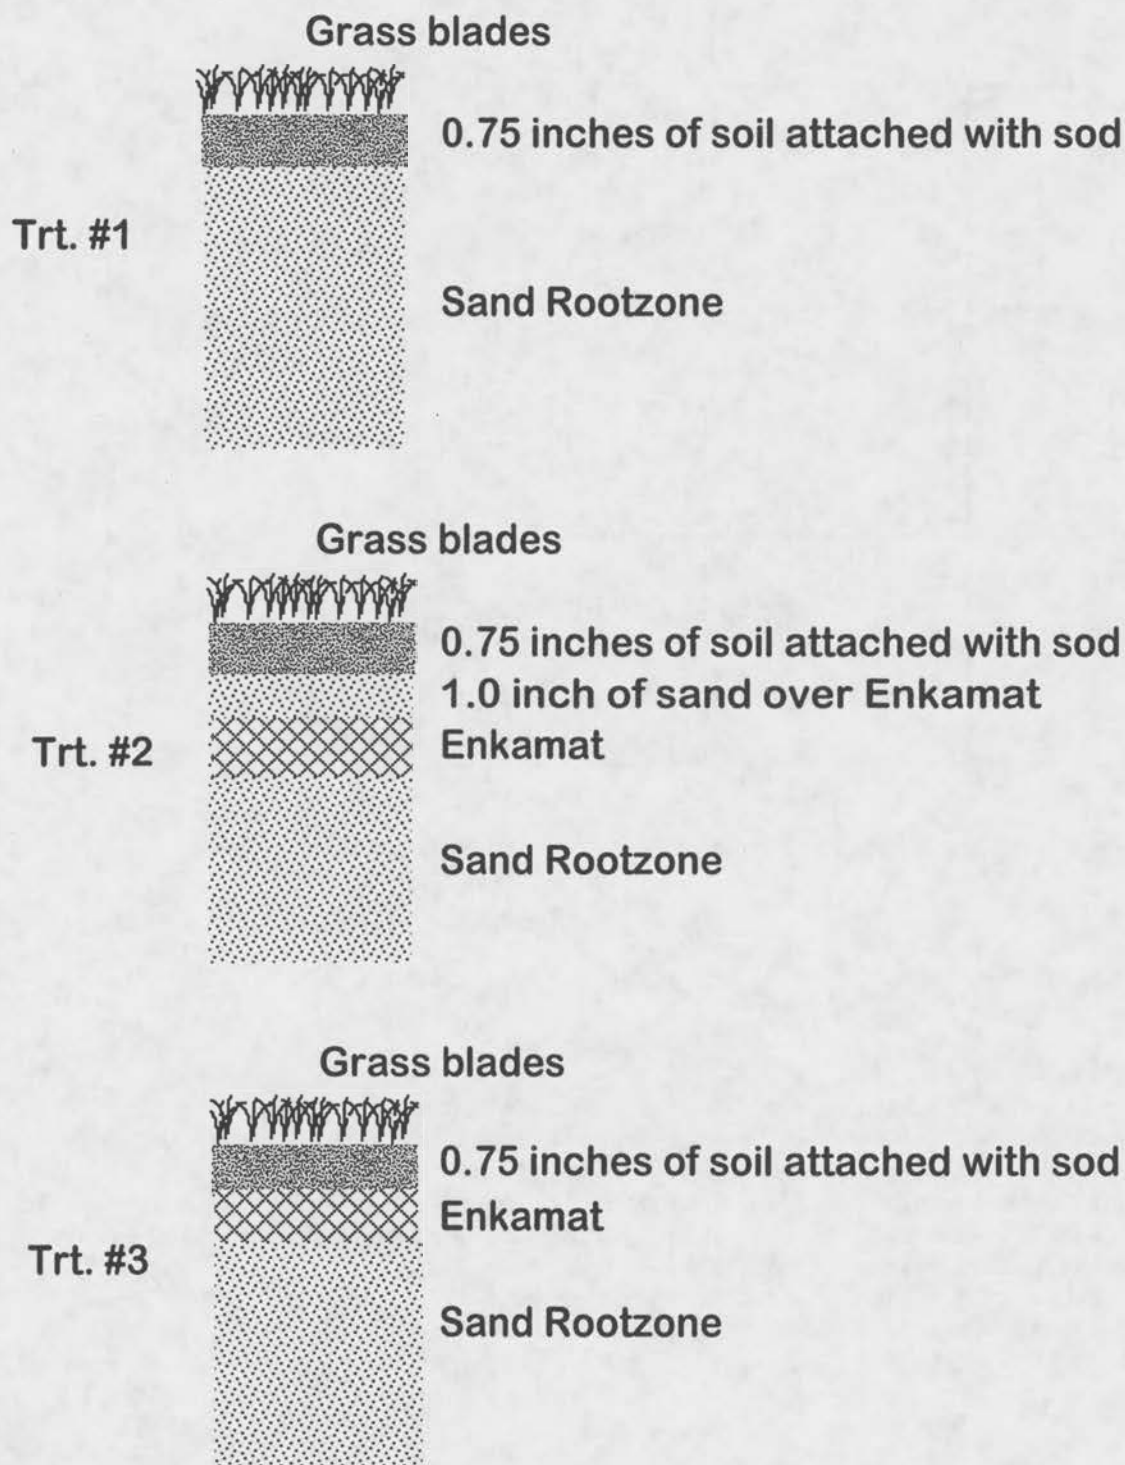 Grass blades
0.75 inches of soil attached with sod
Trt. #1
Sand Rootzone
Grass blades
0.75 inches of soil attached with sod
1.0 inch of sand over Enkamat
Trt. #2
Enkamat
Sand Rootzone
Grass blades
0.75 inches of soil attached with sod
Enkamat
Trt. #3
Sand Rootzone